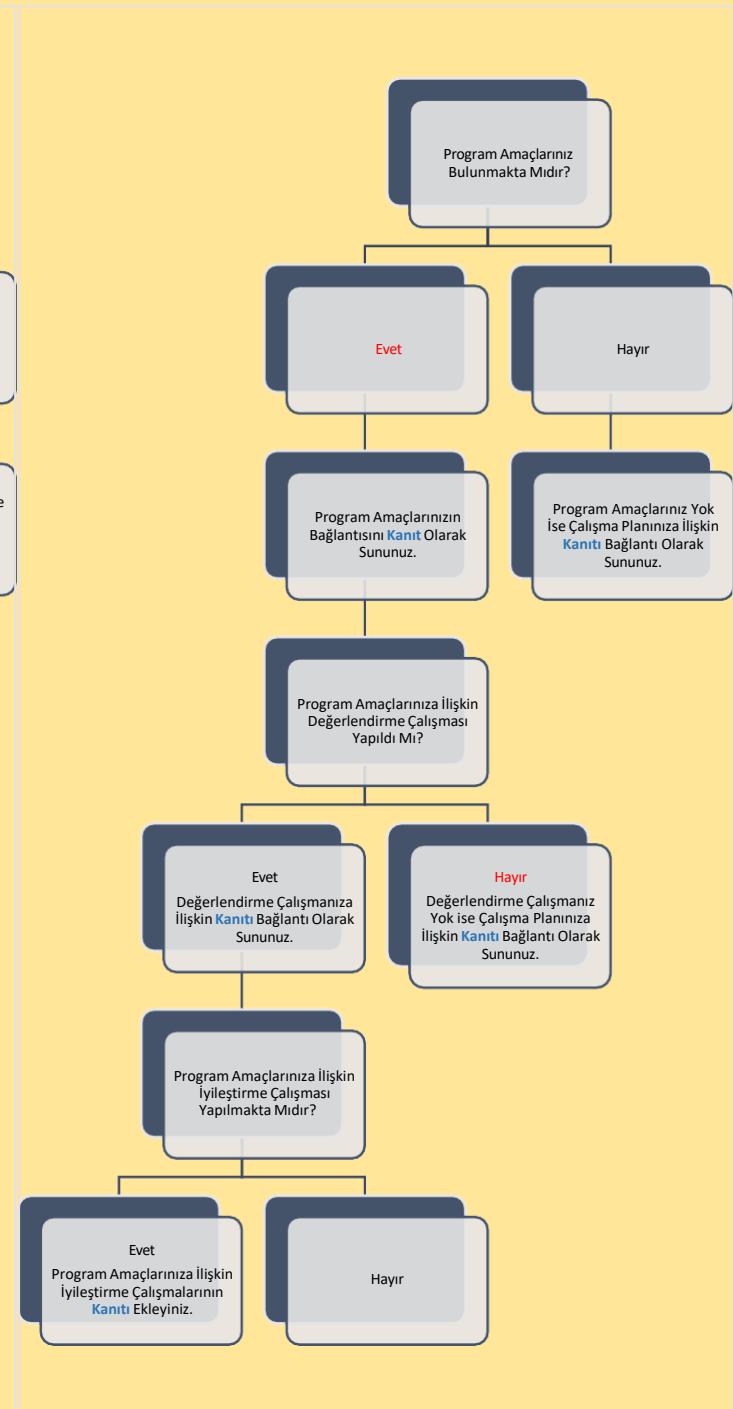 Program Amaçlarınız
Bulunmakta Mıdır?
Evet
Hayır
Program Amaçlarınızın
Bağlantısını Kanıt Olarak
Sununuz.
Program Amaçlarınız Yok
İse Çalışma Planınıza İlişkin
Kanıtı Bağlantı Olarak
Sununuz.
Program Amaçlarınıza İlişkin
Değerlendirme Çalışması
Yapıldı Mı?
Evet
Değerlendirme Çalışmanıza
İlişkin Kanıtı Bağlantı Olarak
Sununuz.
Hayır
Değerlendirme Çalışmanız
Yok ise Çalışma Planınıza
İlişkin Kanıtı Bağlantı Olarak
Sununuz.
Program Amaçlarınıza İlişkin
İyileştirme Çalışması
Yapılmakta Mıdır?
Evet
Program Amaçlarınıza İlişkin
İyileştirme Çalışmalarının
Kanıtı Ekleyiniz.
Hayır